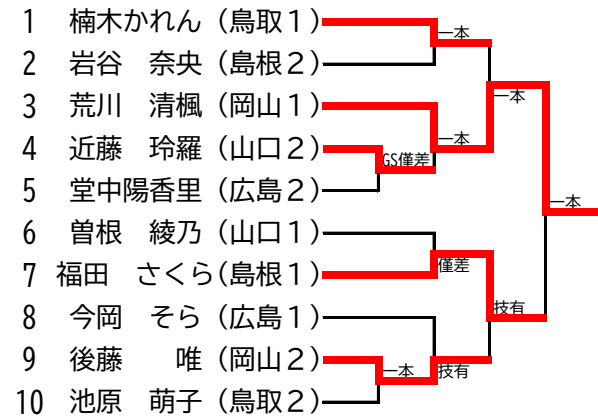 1 楠木かれん（鳥取１）
一本
2 岩谷　奈央（島根２）
3 荒川　清楓（岡山１）
一本
一本
4 近藤　玲羅（山口２）
GS僅差
5 堂中陽香里（広島２）
一本
6 曽根　綾乃（山口１）
僅差
7 福田　さくら(島根１)
技有
8 今岡　そら（広島１）
9 後藤　　唯（岡山２）
一本
技有
10 池原　萌子（鳥取２）